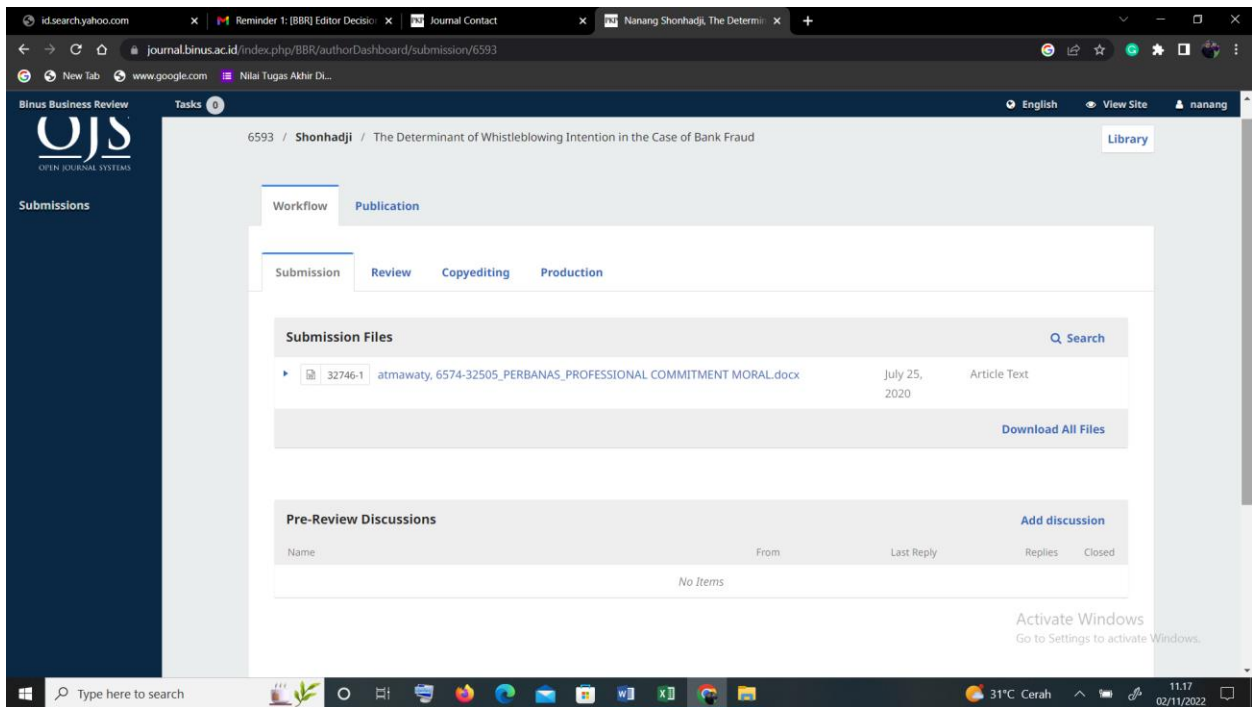 id.search.yahoo.com
Reminder 1: [BBR] Editor Decisio
Journal Contact
Nanang Shonhadji, The Determin
journal.binus.ac.id/index.php/BBR/authorDashboard/submission/6593
New Tab
www.google.com
Nilai Tugas Akhir Di...
Binus Business Review
Tasks 0
English
View Site
nanang
OJS
OPEN JOURNAL SYSTEMS
6593 / Shonhadji / The Determinant of Whistleblowing Intention in the Case of Bank Fraud
Library
Submissions
Workflow
Publication
Submission
Review
Copyediting
Production
Submission Files
Search
32746-1 atmawaty, 6574-32505_PERBANAS_PROFESSIONAL COMMITMENT MORAL.docx
July 25,
2020
Article Text
Download All Files
Pre-Review Discussions
Add discussion
Name
From
Last Reply
Replies
Closed
No Items
Activate Windows
Go to Settings to activate Windows.
Type here to search
31°C Cerah
11.17
02/11/2022